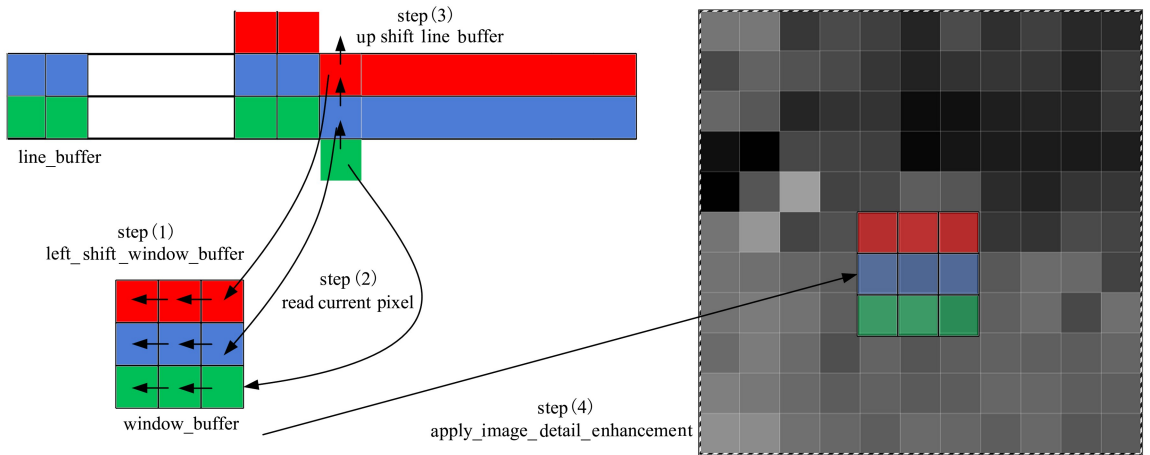 step(3)
up shift line buffer
line_buffer
step(1)
left_shift_window_buffer
step(2)
read current pixel
window_buffer
step(4)
apply_image_detail_enhancement